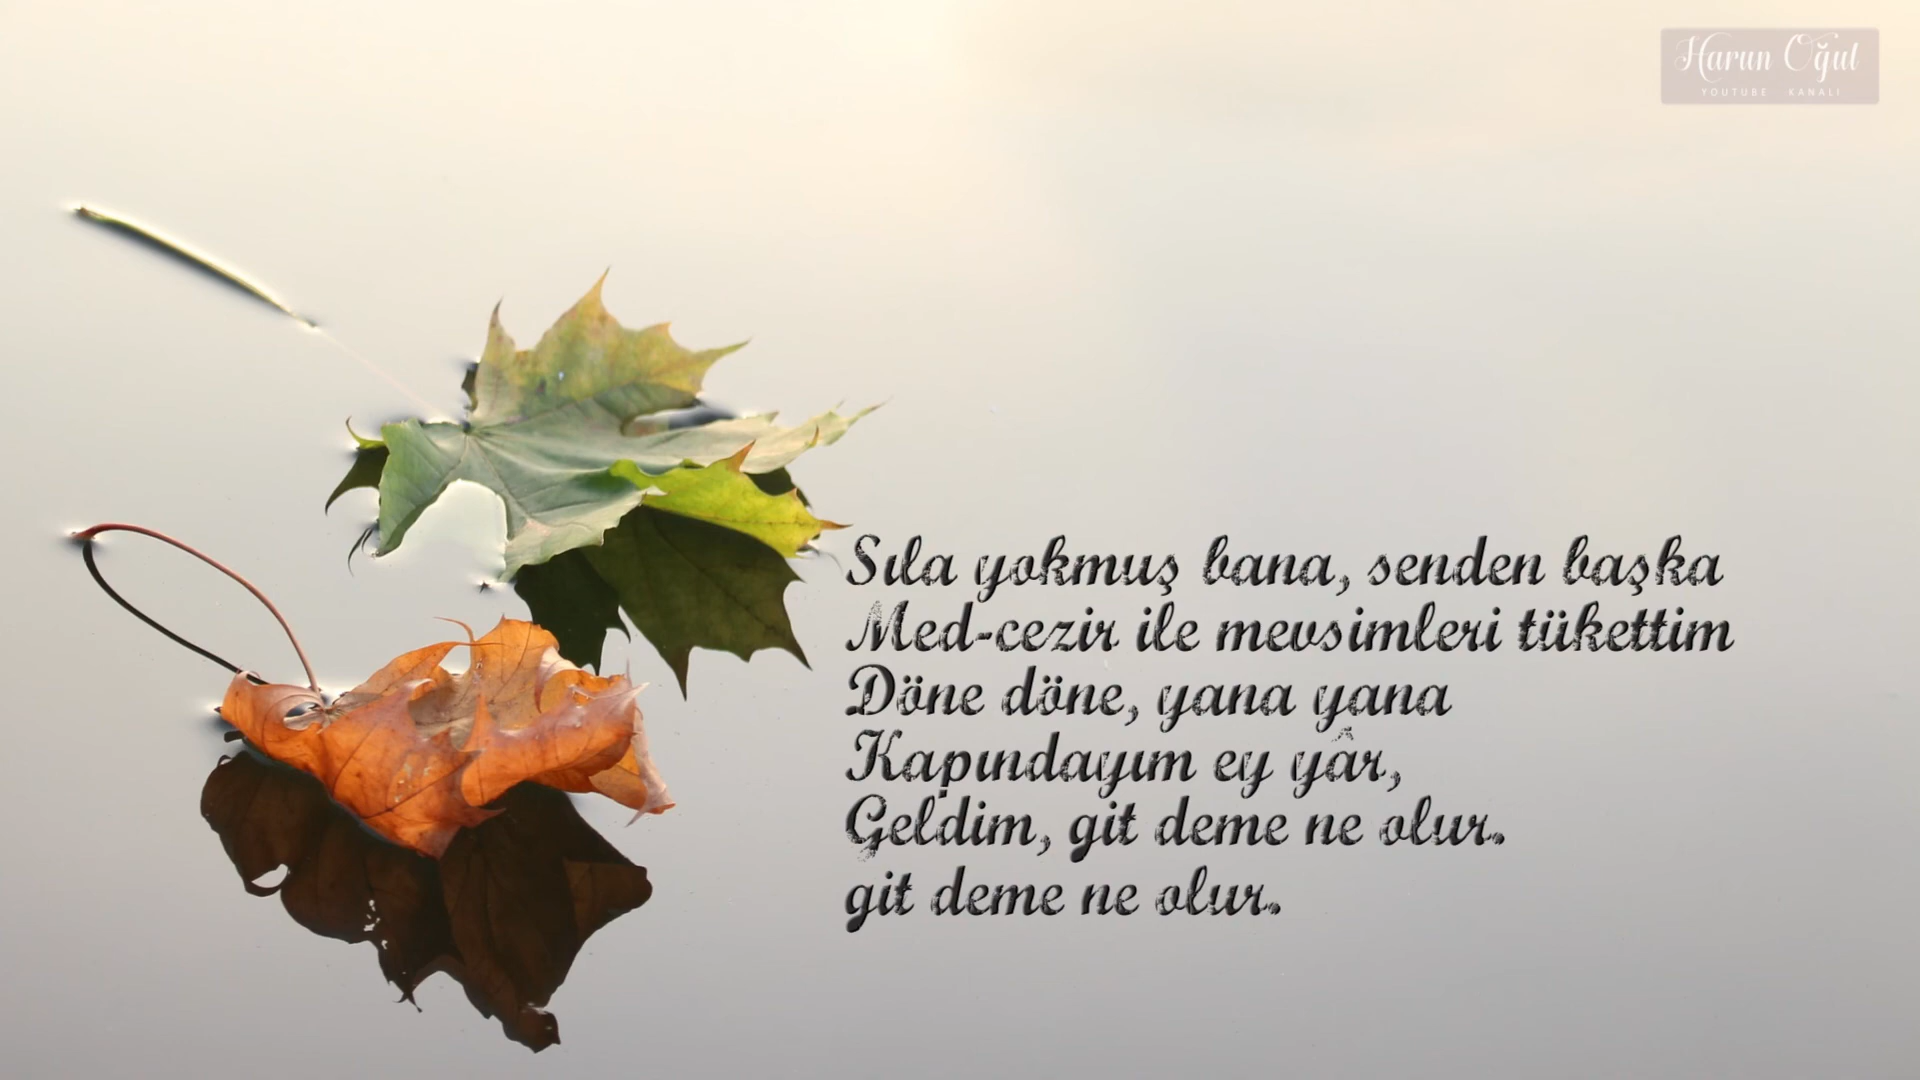 Harun Oğul
YOUTUBE KANALI
Sıla yokmuş bana, senden başka
Med-cezir ile mevsimleri tükettim
Döne döne, yana yana
Kapındayım ey yâr,
Geldim, git deme ne olur.
git deme ne olur.